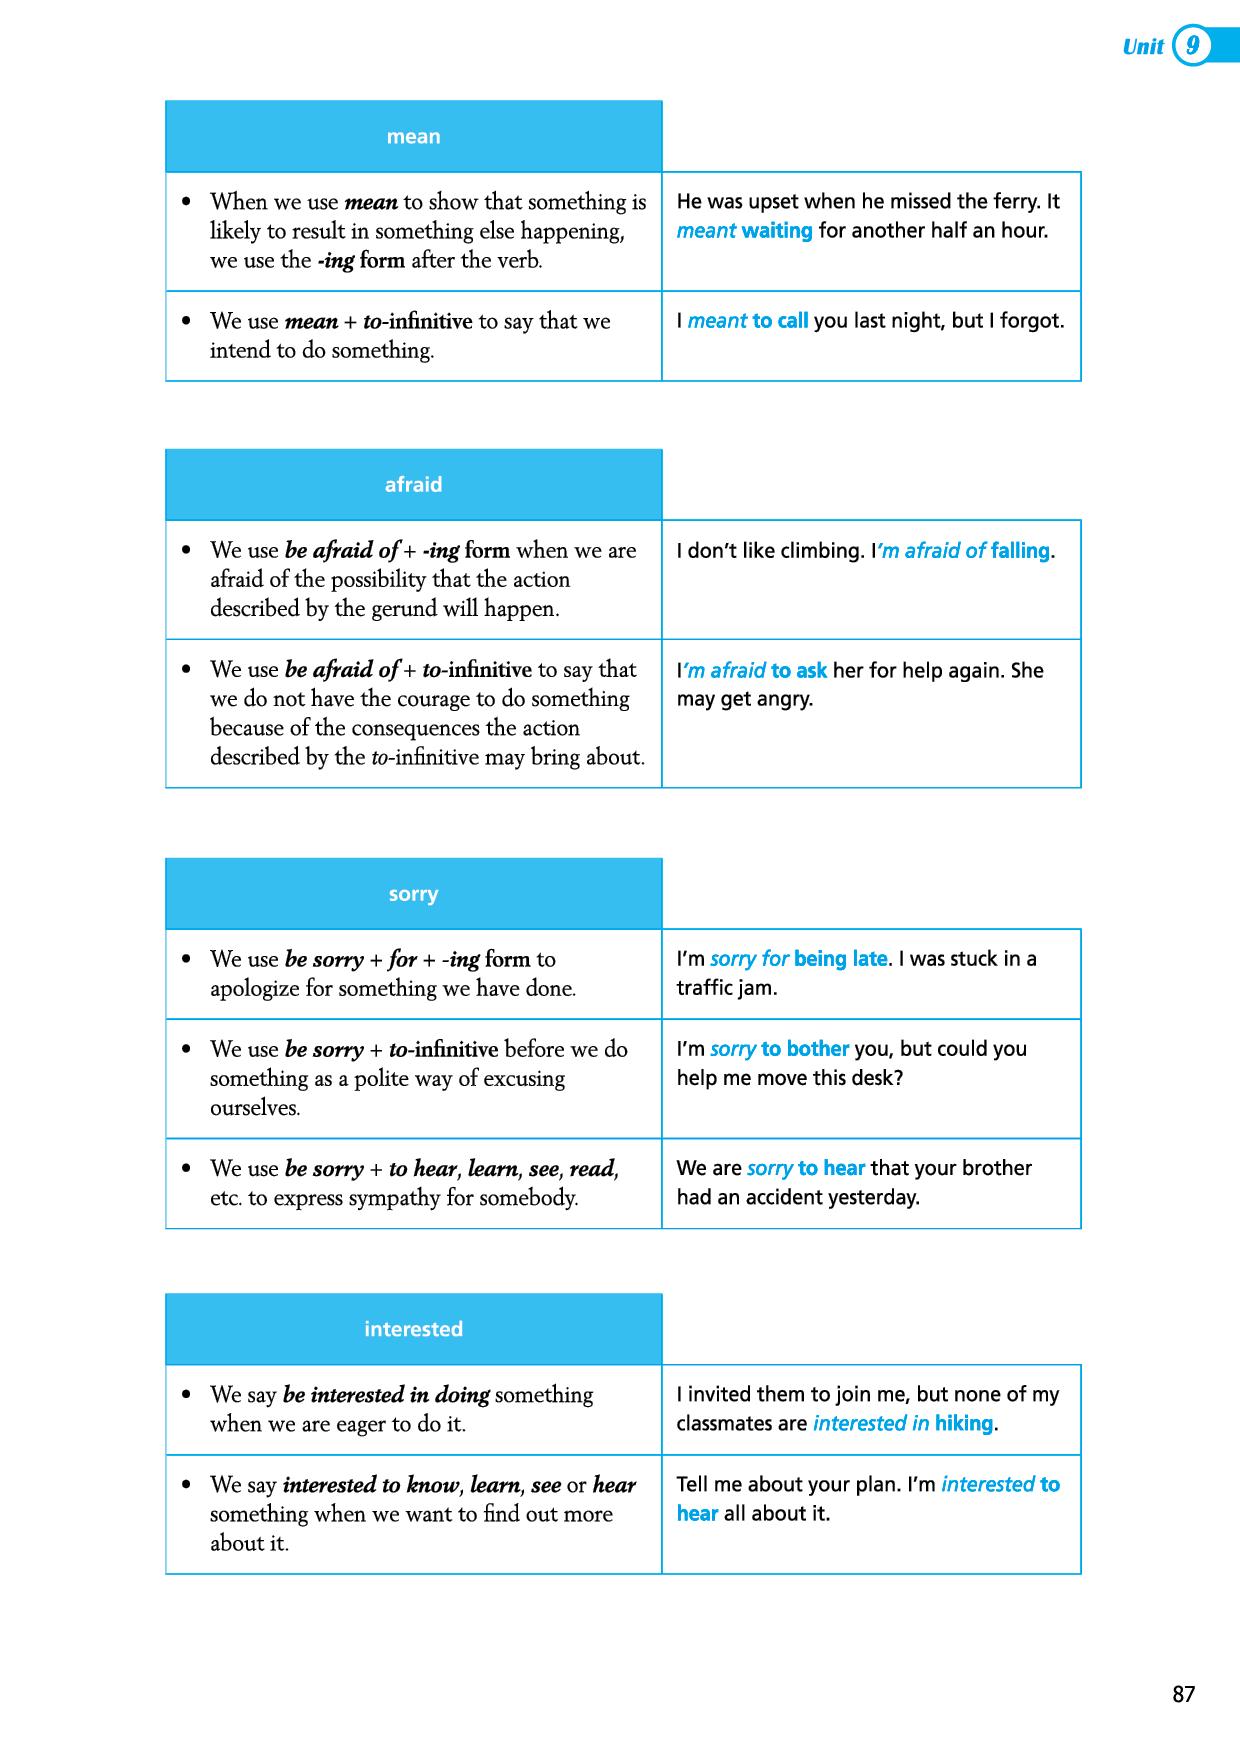 Unit 9
mean
• When we use mean to show that something is
likely to result in something else happening,
we use the -ing form after the verb.
He was upset when he missed the ferry. It
meant waiting for another half an hour.
• We use mean + to-infinitive to say that we
intend to do something.
I meant to call you last night, but I forgot.
afraid
• We use be afraid of + -ing form when we are
afraid of the possibility that the action
described by the gerund will happen.
I don't like climbing. I'm afraid of falling.
• We use be afraid of + to-infinitive to say that
we do not have the courage to do something
because of the consequences the action
described by the to-infinitive may bring about.
I'm afraid to ask her for help again. She
may get angry.
sorry
• We use be sorry + for + -ing form to
apologize for something we have done.
I'm sorry for being late. I was stuck in a
traffic jam.
• We use be sorry + to-infinitive before we do
something as a polite way of excusing
ourselves.
I'm sorry to bother you, but could you
help me move this desk?
• We use be sorry + to hear, learn, see, read,
etc. to express sympathy for somebody.
We are sorry to hear that your brother
had an accident yesterday.
interested
• We say be interested in doing something
when we are eager to do it.
I invited them to join me, but none of my
classmates are interested in hiking.
• We say interested to know, learn, see or hear
something when we want to find out more
about it.
Tell me about your plan. I'm interested to
hear all about it.
87